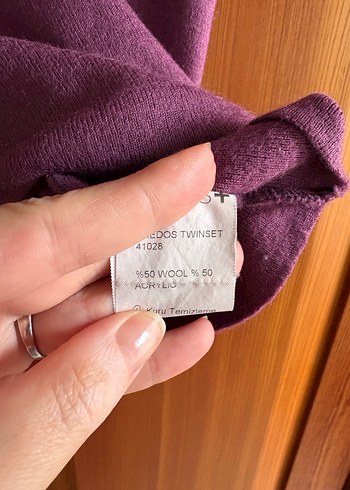 TWINSET
41028
%50 WOOL % 50
ACRYLIC
Kuru Temizleme